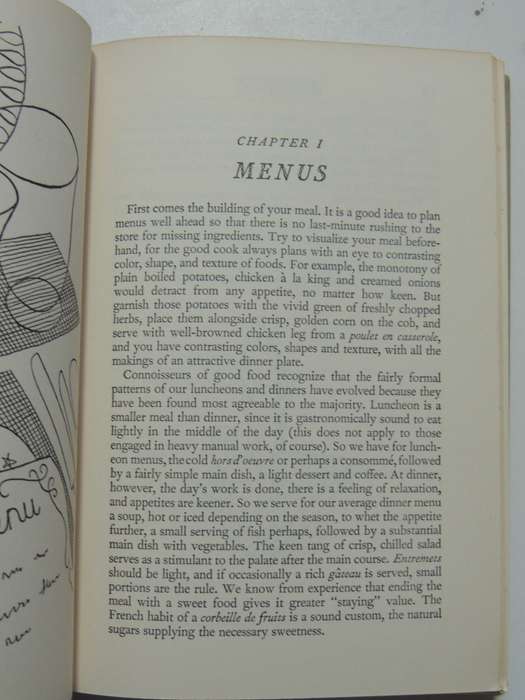 CHAPTER I
MENUS
First comes the building of your meal. It is a good idea to plan
menus well ahead so that there is no last-minute rushing to the
store for missing ingredients. Try to visualize your meal before-
hand, for the good cook always plans with an eye to contrasting
color, shape, and texture of foods. For example, the monotony of
plain boiled potatoes, chicken à la king and creamed onions
would detract from any appetite, no matter how keen. But
garnish those potatoes with the vivid green of freshly chopped
herbs, place them alongside crisp, golden corn on the cob, and
serve with well-browned chicken leg from a poulet en casserole,
and you have contrasting colors, shapes and texture, with all the
makings of an attractive dinner plate.
Connoisseurs of good food recognize that the fairly formal
patterns of our luncheons and dinners have evolved because they
have been found most agreeable to the majority. Luncheon is a
smaller meal than dinner, since it is gastronomically sound to eat
lightly in the middle of the day (this does not apply to those
engaged in heavy manual work, of course). So we have for lunch-
eon menus, the cold hors d'oeuvre or perhaps a consommé, followed
by a fairly simple main dish, a light dessert and coffee. At dinner,
however, the day's work is done, there is a feeling of relaxation,
and appetites are keener. So we serve for our average dinner menu
a soup, hot or iced depending on the season, to whet the appetite
further, a small serving of fish perhaps, followed by a substantial
main dish with vegetables. The keen tang of crisp, chilled salad
serves as a stimulant to the palate after the main course. Entremets
should be light, and if occasionally a rich gâteau is served, small
portions are the rule. We know from experience that ending the
meal with a sweet food gives it greater "staying" value. The
French habit of a corbeille de fruits is a sound custom, the natural
sugars supplying the necessary sweetness.